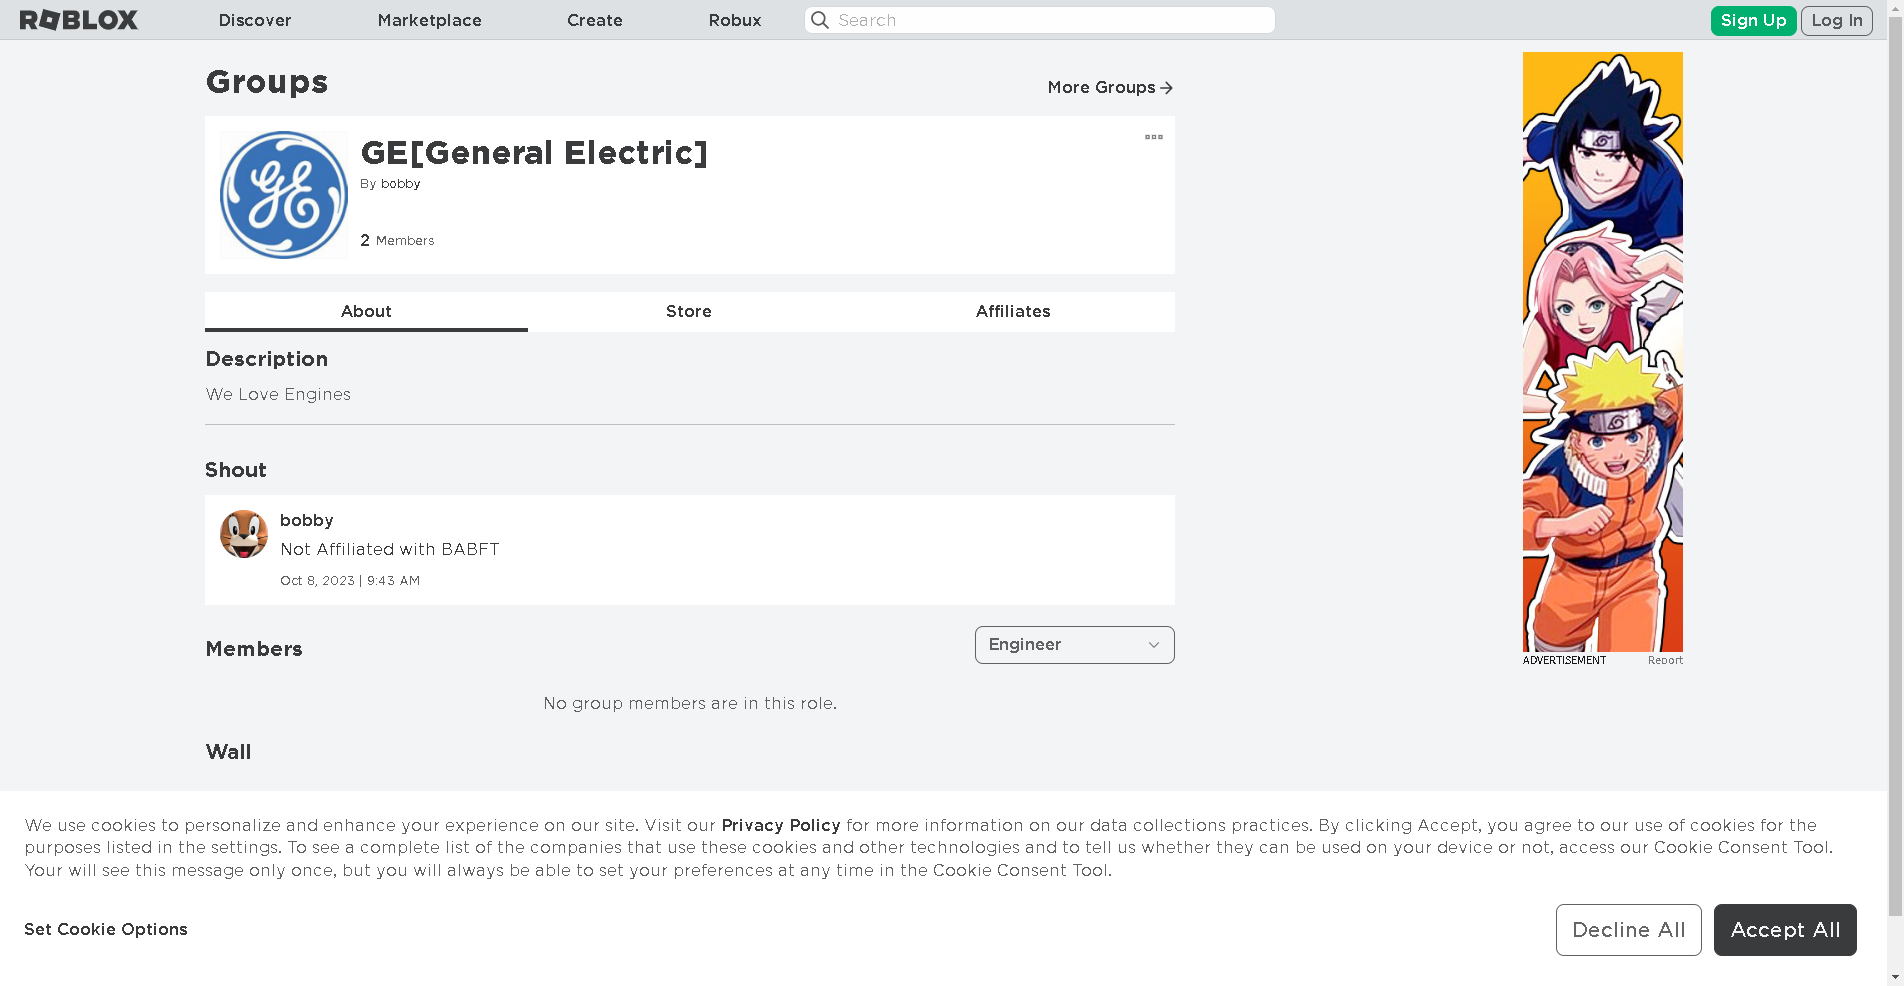 ROBLOX Discover Marketplace Create Robux Search Sign Up Log In
Groups
More Groups
GE
GE[General Electric]
By bobby
2 Members
About Store Affiliates
Description
We Love Engines
Shout
bobby
Not Affiliated with BABFT
Oct 8, 2023 | 9:43 AM
Members
Engineer
No group members are in this role.
Wall
ADVERTISEMENT Report
We use cookies to personalize and enhance your experience on our site. Visit our Privacy Policy for more information on our data collections practices. By clicking Accept, you agree to our use of cookies for the
purposes listed in the settings. To see a complete list of the companies that use these cookies and other technologies and to tell us whether they can be used on your device or not, access our Cookie Consent Tool.
Your will see this message only once, but you will always be able to set your preferences at any time in the Cookie Consent Tool.
Set Cookie Options
Decline All Accept All